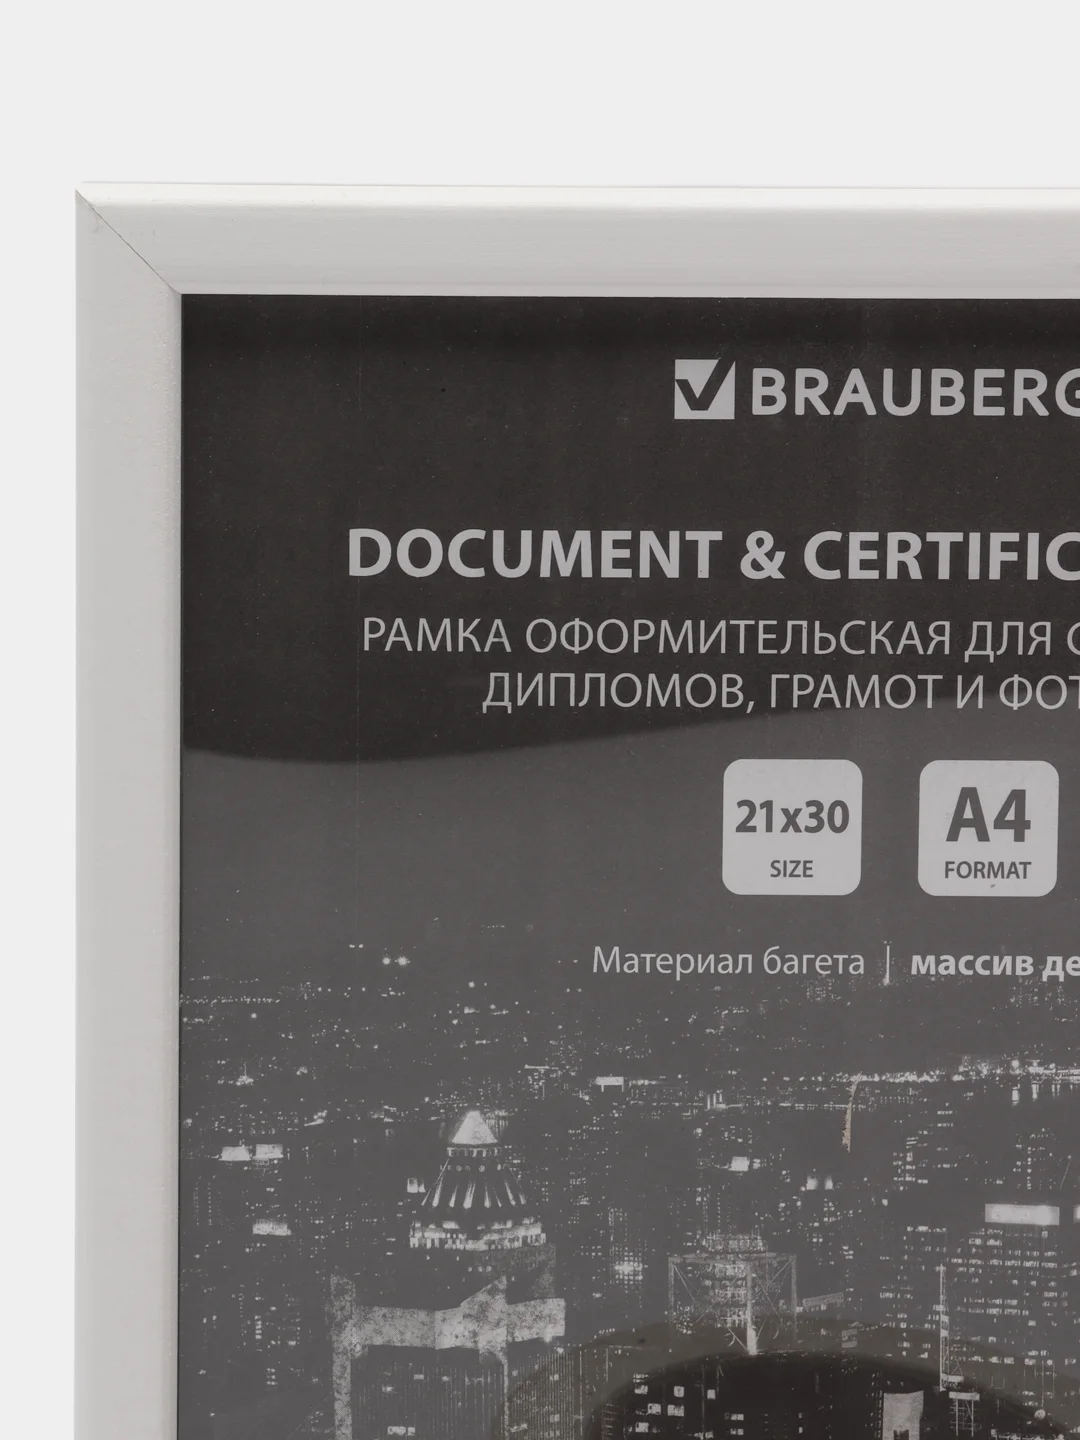 BRAUBERG
DOCUMENT & CERTIFIC
РАМКА ОФОРМИТЕЛЬСКАЯ ДЛЯ С
ДИПЛОМОВ, ГРАМОТ И ФОТ
21x30
SIZE
A4
FORMAT
Материал багета | массив де